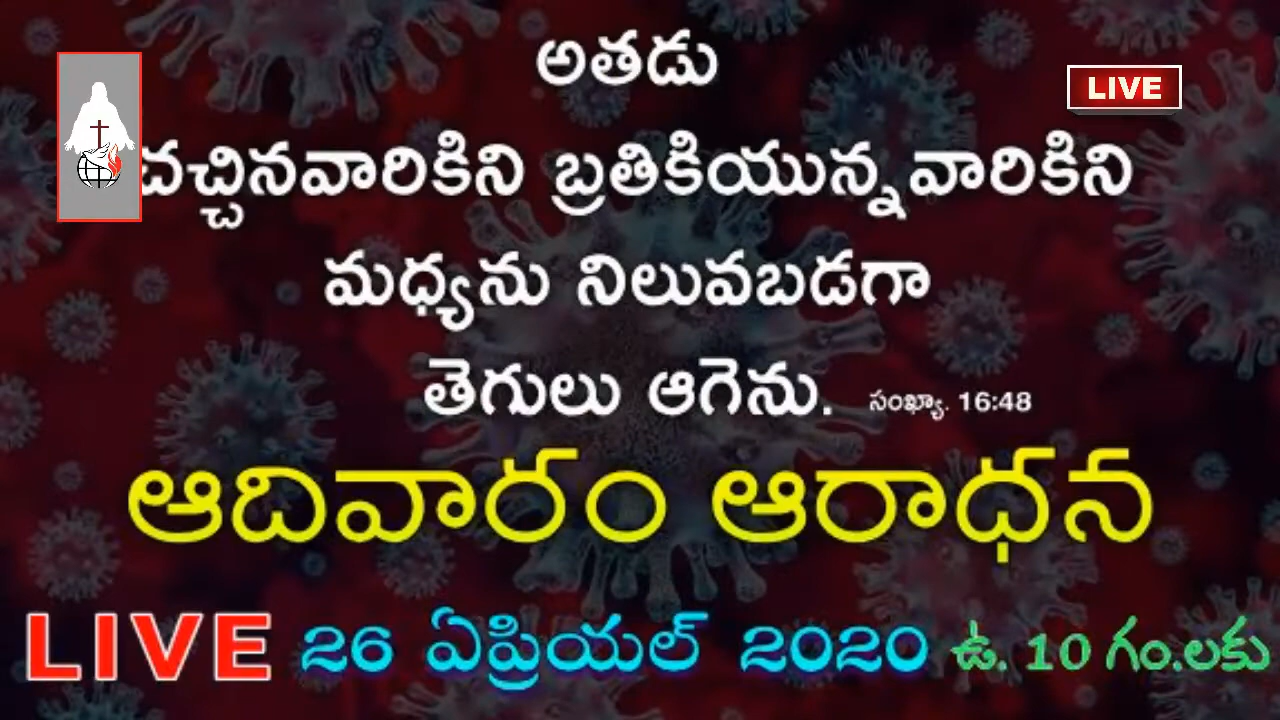 అతడు
LIVE
చచ్చినవారికిని బ్రతికియున్నవారికిని
మధ్యను నిలువబడగా
తెగులు ఆగెను. సంఖ్యా. 16:48
ఆదివారం ఆరాధన
LIVE 26 ఏప్రియల్ 2020 ఉ. 10 గం.లకు